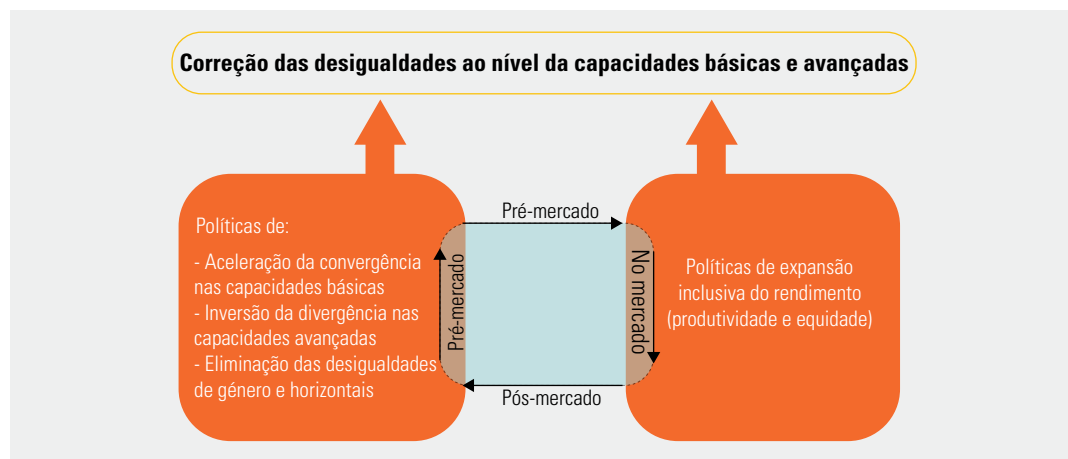 Correção das desigualdades ao nível da capacidades básicas e avançadas
Políticas de:
- Aceleração da convergência
nas capacidades básicas
- Inversão da divergência nas
capacidades avançadas
- Eliminação das desigualdades
de género e horizontais
Pré-mercado
Pré-mercado
No mercado
Pós-mercado
Políticas de expansão
inclusiva do rendimento
(produtividade e equidade)